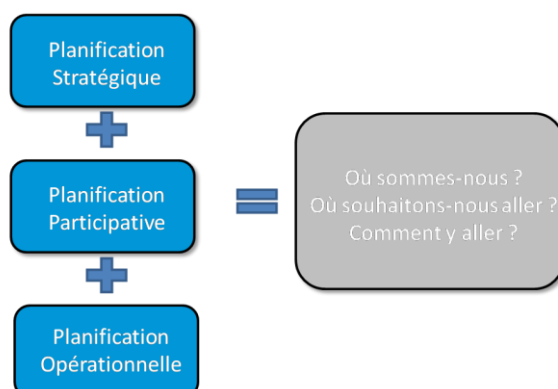 Planification
Stratégique
Planification
Participative
Planification
Opérationnelle
Où sommes-nous ?
Où souhaitons-nous aller ?
Comment y aller ?